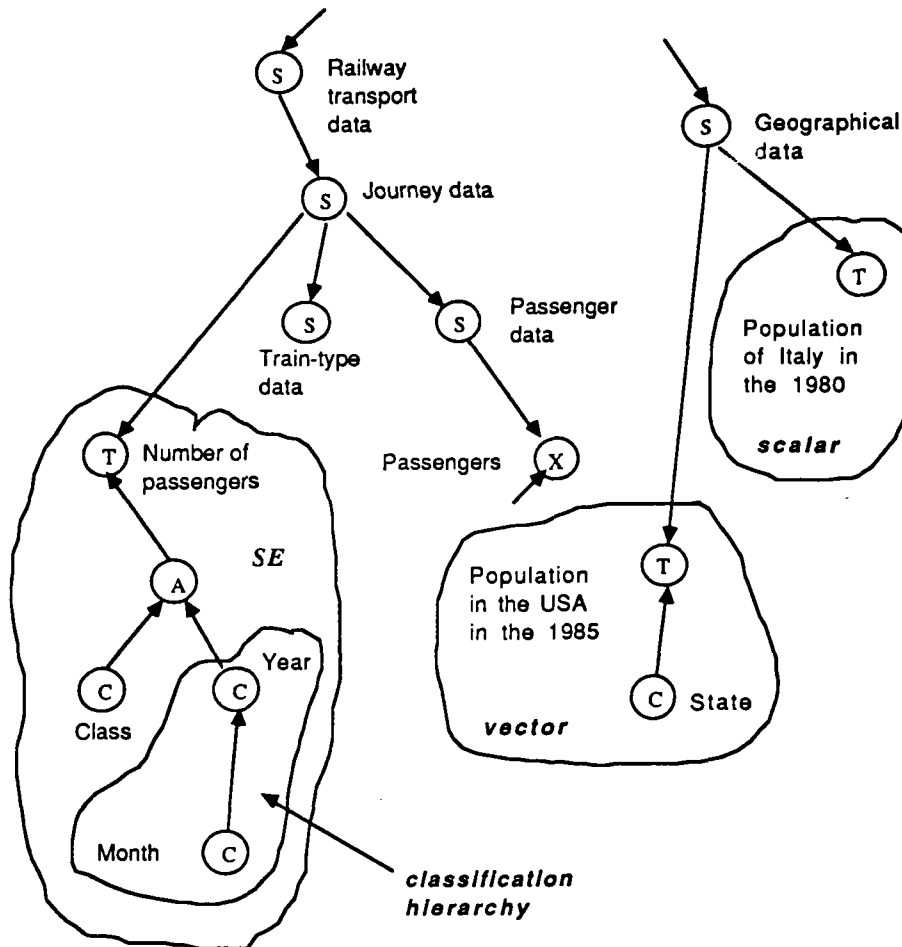 S
Railway
transport
data
S
Geographical
data
S
Journey data
T
S
Train-type
data
S
Passenger
data
Population
of Italy in
the 1980
scalar
T
Number of
passengers
Passengers
X
SE
A
Population
in the USA
in the 1985
T
Year
C
Class
C
C
State
vector
Month
C
classification
hierarchy